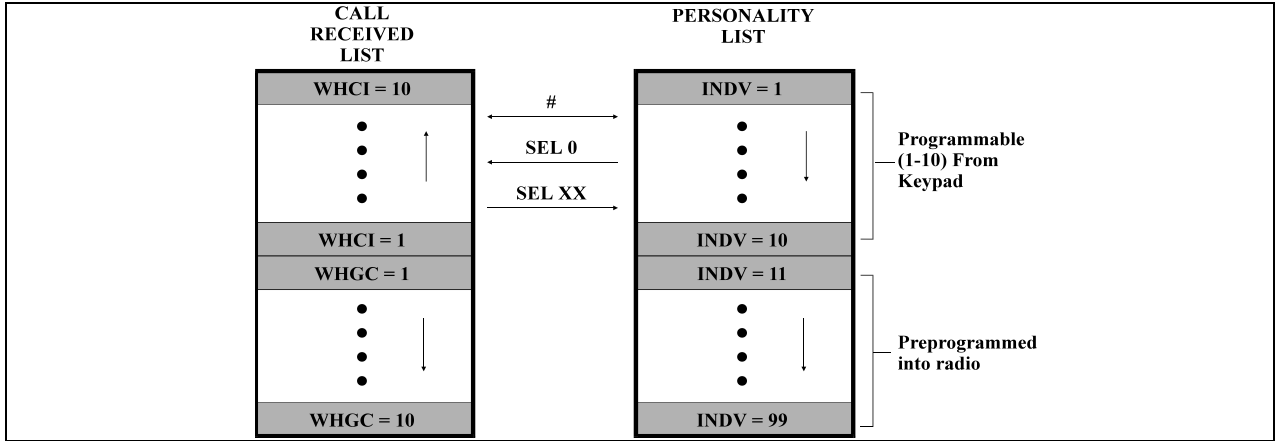 CALL
RECEIVED
LIST
PERSONALITY
LIST
WHCI = 10
#
INDV = 1
SEL 0
Programmable
(1-10) From
Keypad
SEL XX
WHCI = 1
INDV = 10
WHGC = 1
INDV = 11
Preprogrammed
into radio
WHGC = 10
INDV = 99